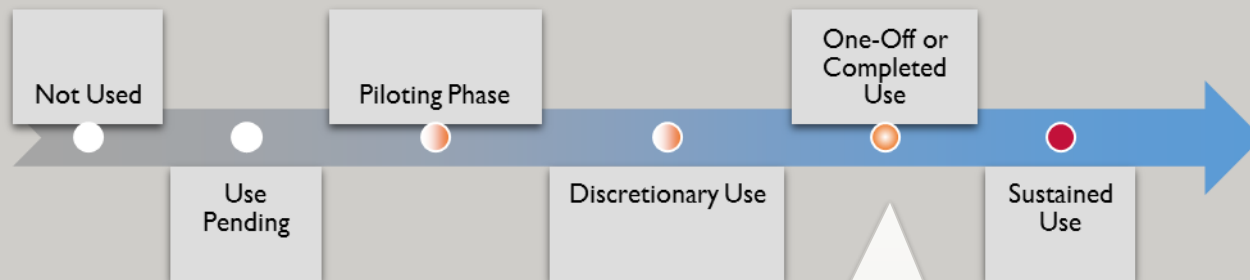 Not Used
Use
Pending
Piloting Phase
Discretionary Use
One-Off or
Completed
Use
Sustained
Use